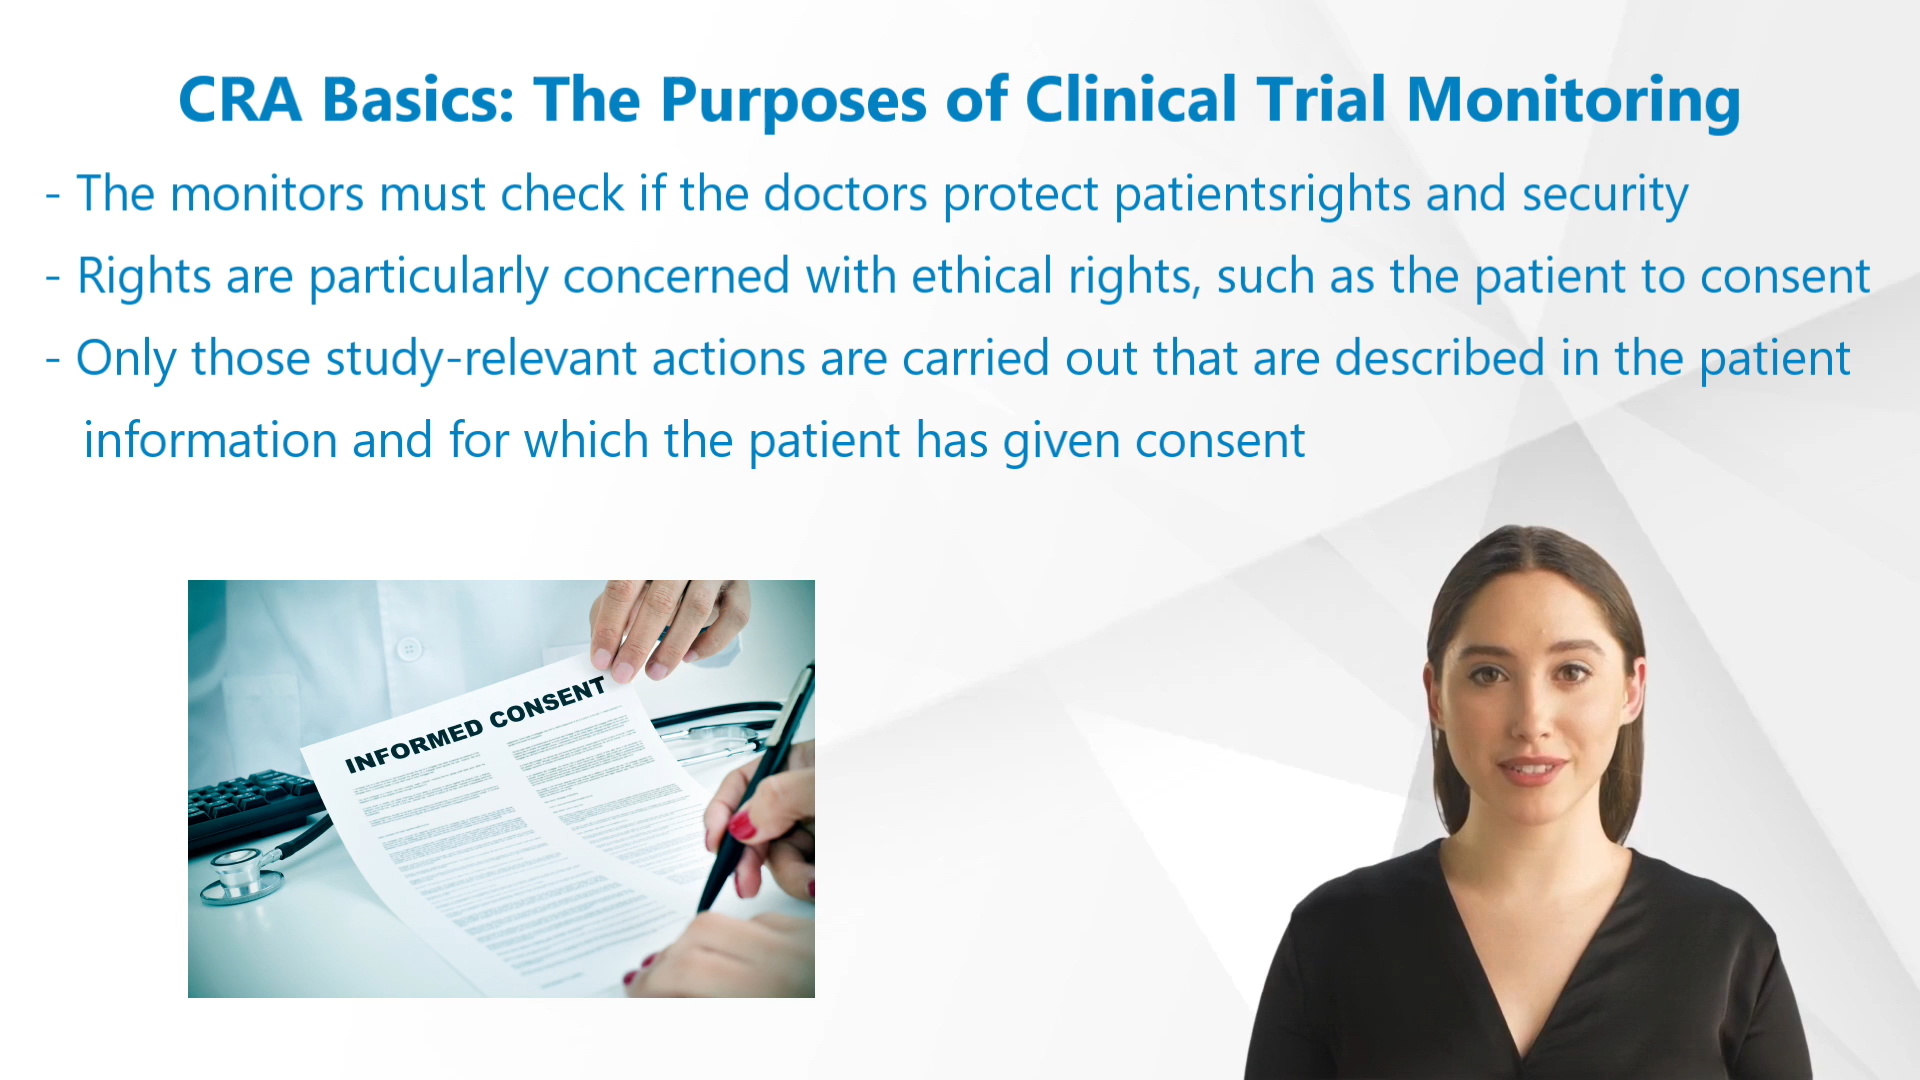 CRA Basics: The Purposes of Clinical Trial Monitoring
- The monitors must check if the doctors protect patientsrights and security
- Rights are particularly concerned with ethical rights, such as the patient to consent
- Only those study-relevant actions are carried out that are described in the patient
information and for which the patient has given consent
INFORMED CONSENT